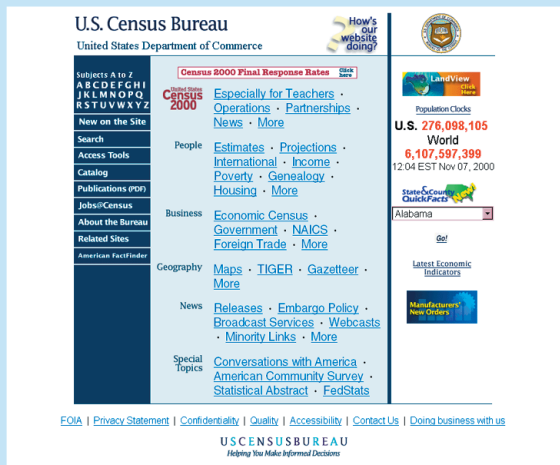 U.S. Census Bureau
United States Department of Commerce
How's
our
website
doing?
Subjects A to Z
A B C D E F G H I
J K L M N O P Q
R S T U V W X Y Z
New on the Site
Search
Access Tools
Catalog
Publications (PDF)
Jobs@Census
About the Bureau
Related Sites
American FactFinder
Census 2000 Final Response Rates Click here
United States
Census
2000
Especially for Teachers ·
Operations · Partnerships ·
News · More
People
Estimates · Projections ·
International · Income ·
Poverty · Genealogy ·
Housing · More
Business
Economic Census ·
Government · NAICS ·
Foreign Trade · More
Geography
Maps · TIGER · Gazetteer ·
More
News
Releases · Embargo Policy ·
Broadcast Services · Webcasts
· Minority Links · More
Special
Topics
Conversations with America ·
American Community Survey ·
Statistical Abstract · FedStats
LandView
Click
Here
Population Clocks
U.S. 276,098,105
World
6,107,597,399
12:04 EST Nov 07, 2000
State & County
QuickFacts
Alabama
Go!
Latest Economic
Indicators
Manufacturers'
New Orders
FOIA | Privacy Statement | Confidentiality | Quality | Accessibility | Contact Us | Doing business with us
USCENSUSBUREAU
Helping You Make Informed Decisions